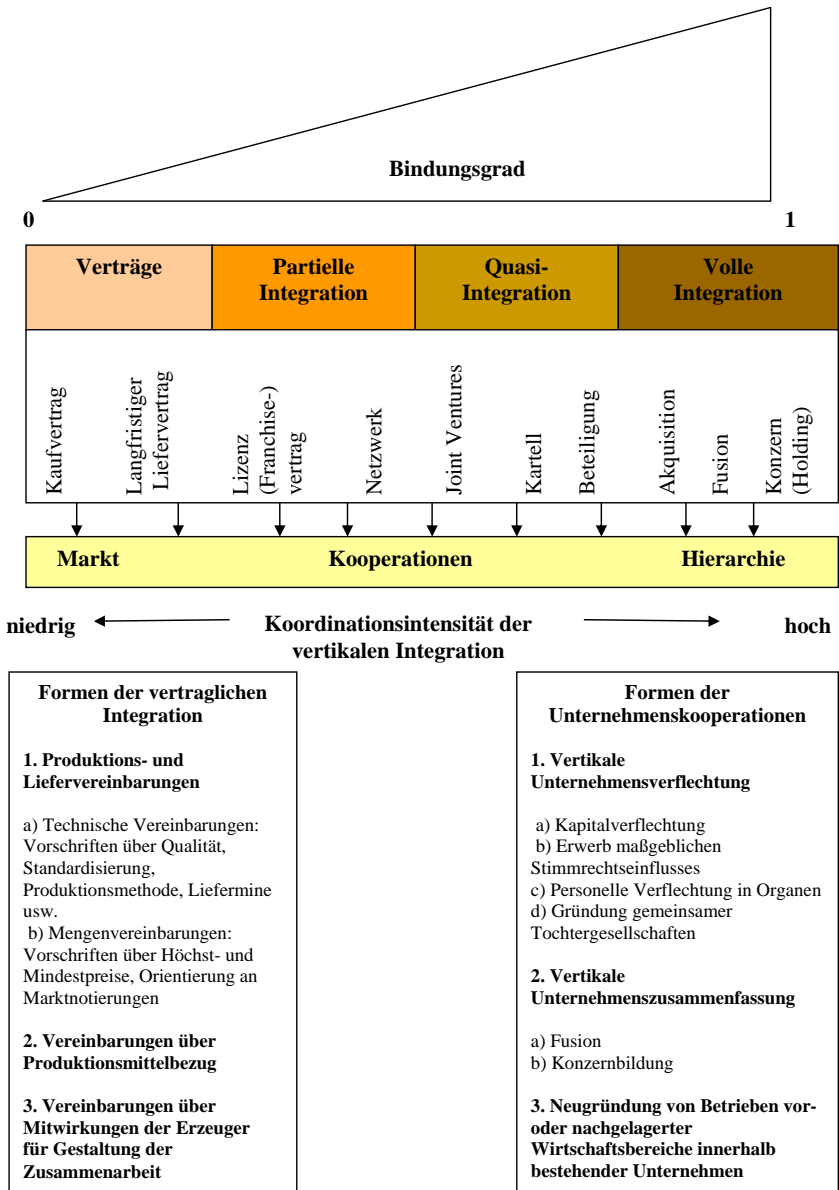 Bindungsgrad
0
1
Verträge
Partielle
Integration
Quasi-
Integration
Volle
Integration
Kaufvertrag
Langfristiger
Liefervertrag
Lizenz
(Franchise-)
vertrag
Netzwerk
Joint Ventures
Kartell
Beteiligung
Akquisition
Fusion
Konzern
(Holding)
Markt
Kooperationen
Hierarchie
niedrig
Koordinationsintensität der
vertikalen Integration
hoch
Formen der vertraglichen
Integration
1. Produktions- und
Liefervereinbarungen
a) Technische Vereinbarungen:
Vorschriften über Qualität,
Standardisierung,
Produktionsmethode, Liefermine
usw.
b) Mengenvereinbarungen:
Vorschriften über Höchst- und
Mindestpreise, Orientierung an
Marktnotierungen
2. Vereinbarungen über
Produktionsmittelbezug
3. Vereinbarungen über
Mitwirkungen der Erzeuger
für Gestaltung der
Zusammenarbeit
Formen der
Unternehmenskooperationen
1. Vertikale
Unternehmensverflechtung
a) Kapitalverflechtung
b) Erwerb maßgeblichen
Stimmrechtseinflusses
c) Personelle Verflechtung in Organen
d) Gründung gemeinsamer
Tochtergesellschaften
2. Vertikale
Unternehmenszusammenfassung
a) Fusion
b) Konzernbildung
3. Neugründung von Betrieben vor-
oder nachgelagerter
Wirtschaftsbereiche innerhalb
bestehender Unternehmen